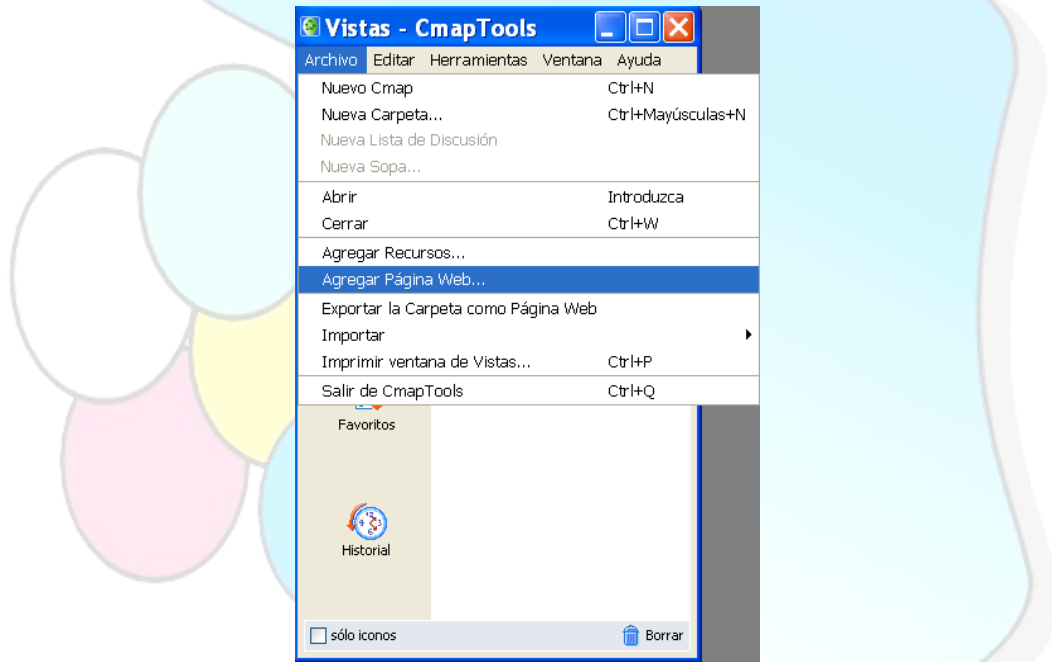 Vistas - CmapTools
Archivo Editar Herramientas Ventana Ayuda
Nuevo Cmap Ctrl+N
Nueva Carpeta... Ctrl+Mayúsculas+N
Nueva Lista de Discusión
Nueva Sopa...
Abrir Introduzca
Cerrar Ctrl+W
Agregar Recursos...
Agregar Página Web...
Exportar la Carpeta como Página Web
Importar
Imprimir ventana de Vistas... Ctrl+P
Salir de CmapTools Ctrl+Q
Favoritos
Historial
sólo iconos Borrar